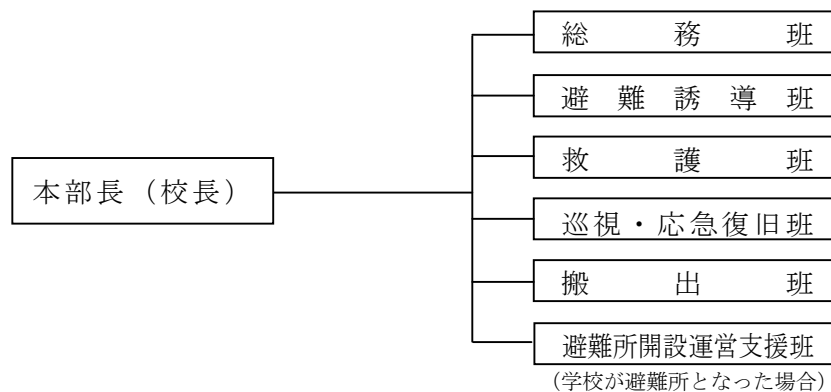 総務班
避難誘導班
救護班
本部長（校長）
巡視・応急復旧班
搬出班
避難所開設運営支援班
（学校が避難所となった場合）